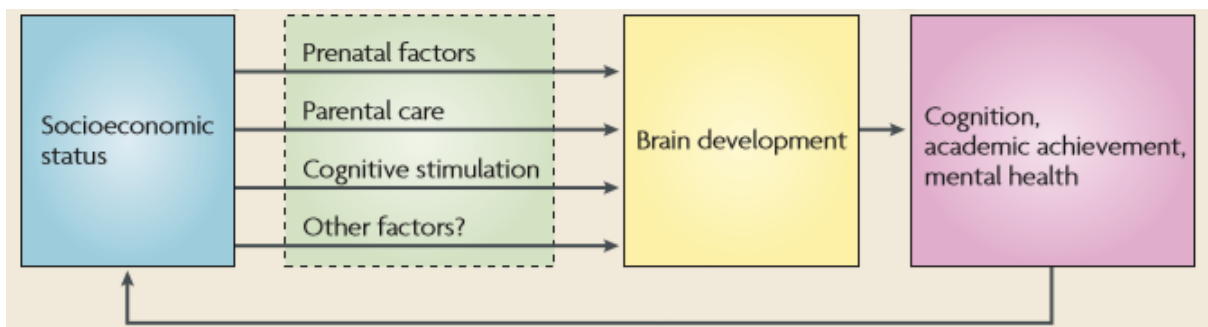 Socioeconomic
status
Prenatal factors
Parental care
Cognitive stimulation
Other factors?
Brain development
Cognition,
academic achievement,
mental health